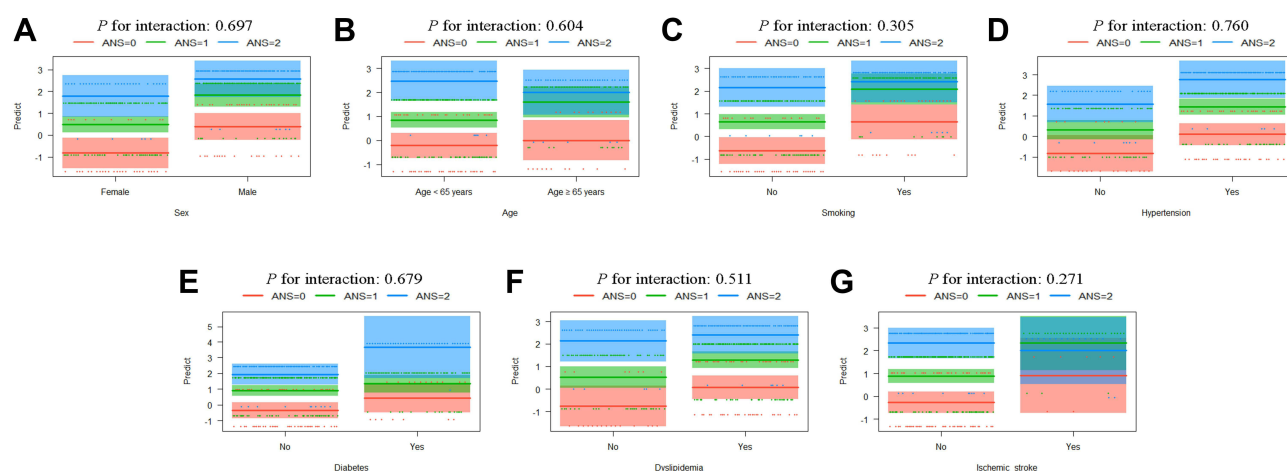 A
P for interaction: 0.697
ANS=0 ANS=1 ANS=2
Predict
3
2
1
0
-1
Female Male
Sex
B
P for interaction: 0.604
ANS=0 ANS=1 ANS=2
Predict
3
2
1
0
-1
Age < 65 years Age ≥ 65 years
Age
C
P for interaction: 0.305
ANS=0 ANS=1 ANS=2
Predict
3
2
1
0
-1
No Yes
Smoking
D
P for interaction: 0.760
ANS=0 ANS=1 ANS=2
Predict
3
2
1
0
-1
No Yes
Hypertension
E
P for interaction: 0.679
ANS=0 ANS=1 ANS=2
Predict
5
4
3
2
1
0
-1
No Yes
Diabetes
F
P for interaction: 0.511
ANS=0 ANS=1 ANS=2
Predict
3
2
1
0
-1
No Yes
Dyslipidemia
G
P for interaction: 0.271
ANS=0 ANS=1 ANS=2
Predict
3
2
1
0
-1
No Yes
Ischemic stroke